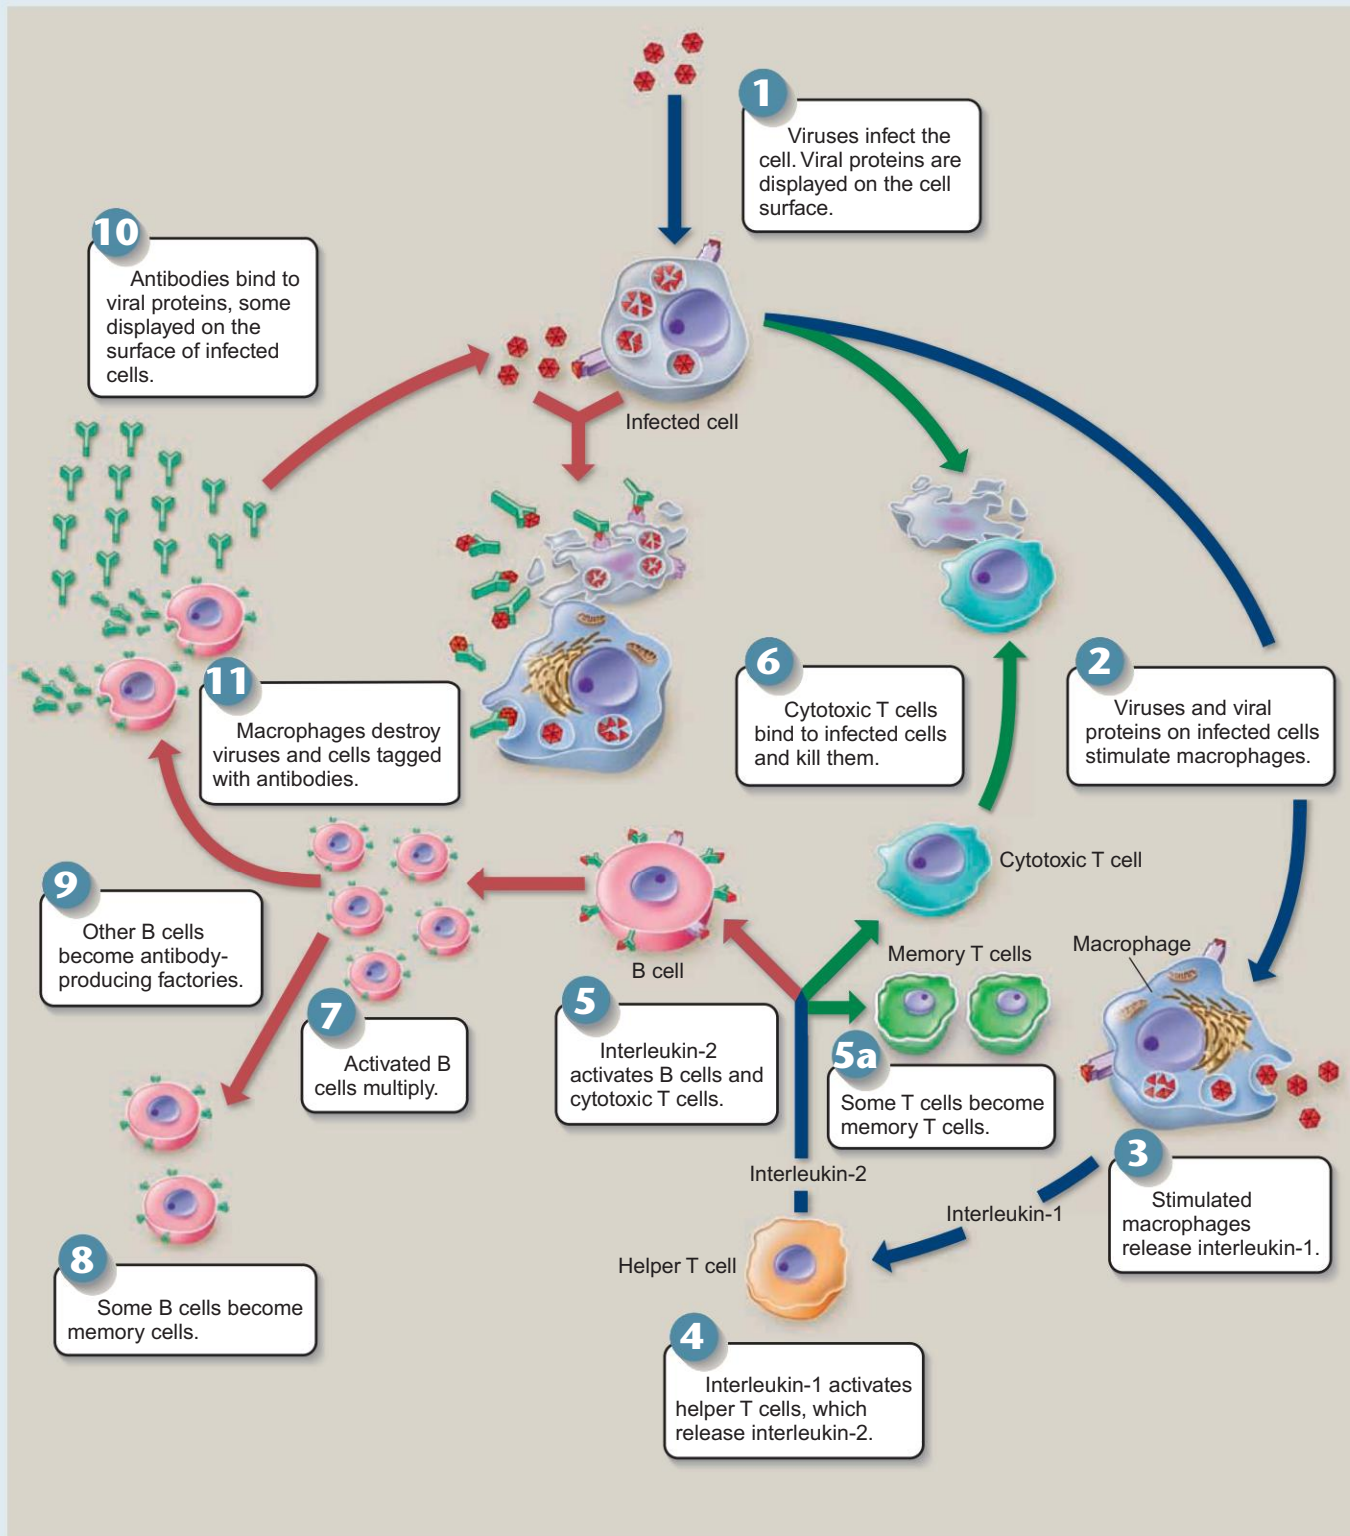 1
Viruses infect the
cell. Viral proteins are
displayed on the cell
surface.
10
Antibodies bind to
viral proteins, some
displayed on the
surface of infected
cells.
Infected cell
11
Macrophages destroy
viruses and cells tagged
with antibodies.
6
Cytotoxic T cells
bind to infected cells
and kill them.
2
Viruses and viral
proteins on infected cells
stimulate macrophages.
Cytotoxic T cell
9
Other B cells
become antibody-
producing factories.
B cell
Memory T cells
Macrophage
7
Activated B
cells multiply.
5
Interleukin-2
activates B cells and
cytotoxic T cells.
5a
Some T cells become
memory T cells.
3
Stimulated
macrophages
release interleukin-1.
Interleukin-2
Interleukin-1
Helper T cell
8
Some B cells become
memory cells.
4
Interleukin-1 activates
helper T cells, which
release interleukin-2.